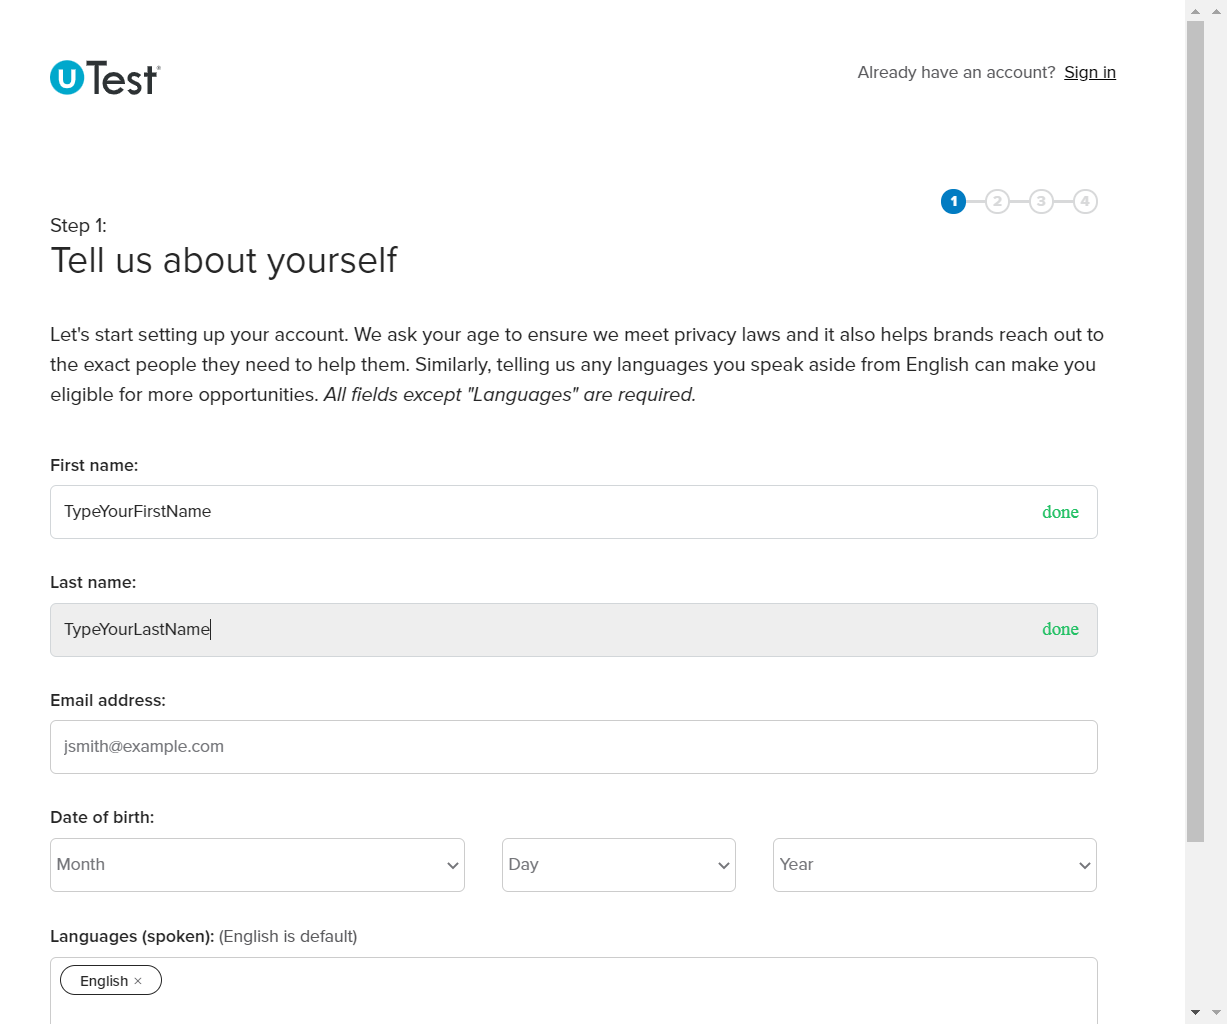 uTest®
Already have an account? Sign in
1 2 3 4
Step 1:
Tell us about yourself
Let's start setting up your account. We ask your age to ensure we meet privacy laws and it also helps brands reach out to
the exact people they need to help them. Similarly, telling us any languages you speak aside from English can make you
eligible for more opportunities. All fields except "Languages" are required.
First name:
TypeYourFirstName done
Last name:
TypeYourLastName done
Email address:
jsmith@example.com
Date of birth:
Month Day Year
Languages (spoken): (English is default)
English ×